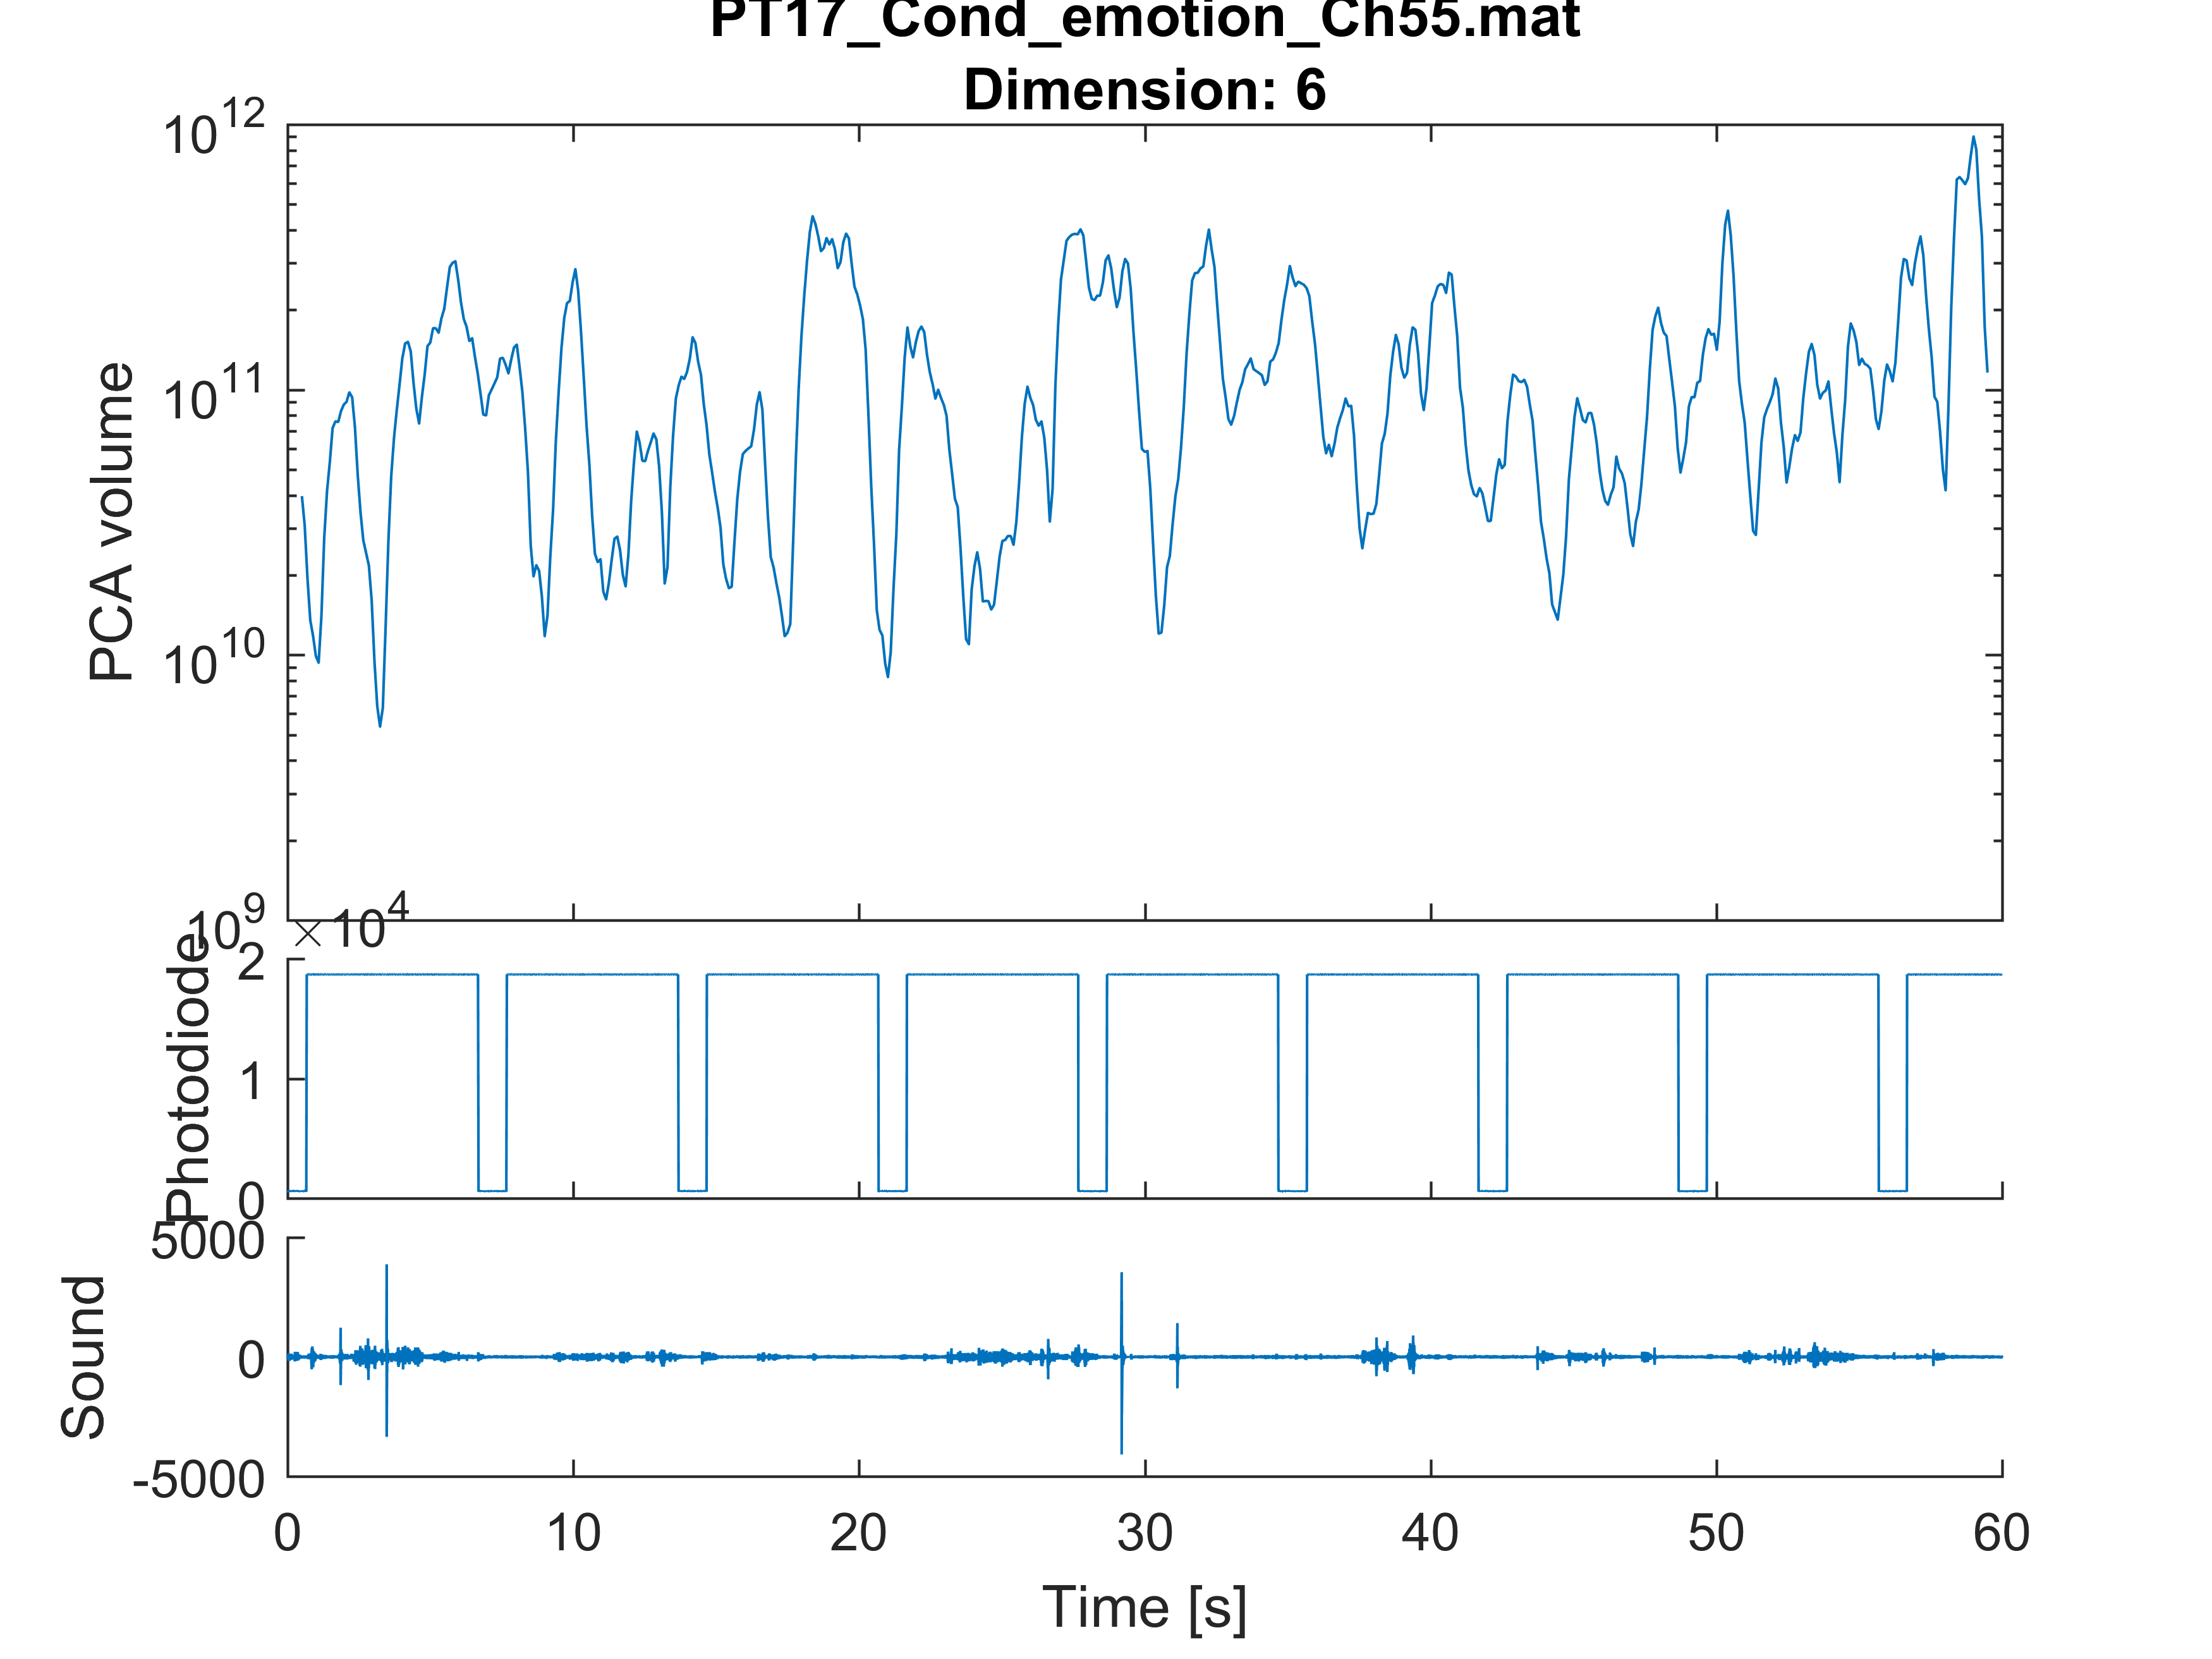 PT17_Cond_emotion_Ch55.mat
Dimension: 6
10^12
10^11
10^10
10^9
PCA volume
× 10^4
2
1
0
Photodiode
5000
0
-5000
Sound
0 10 20 30 40 50 60
Time [s]